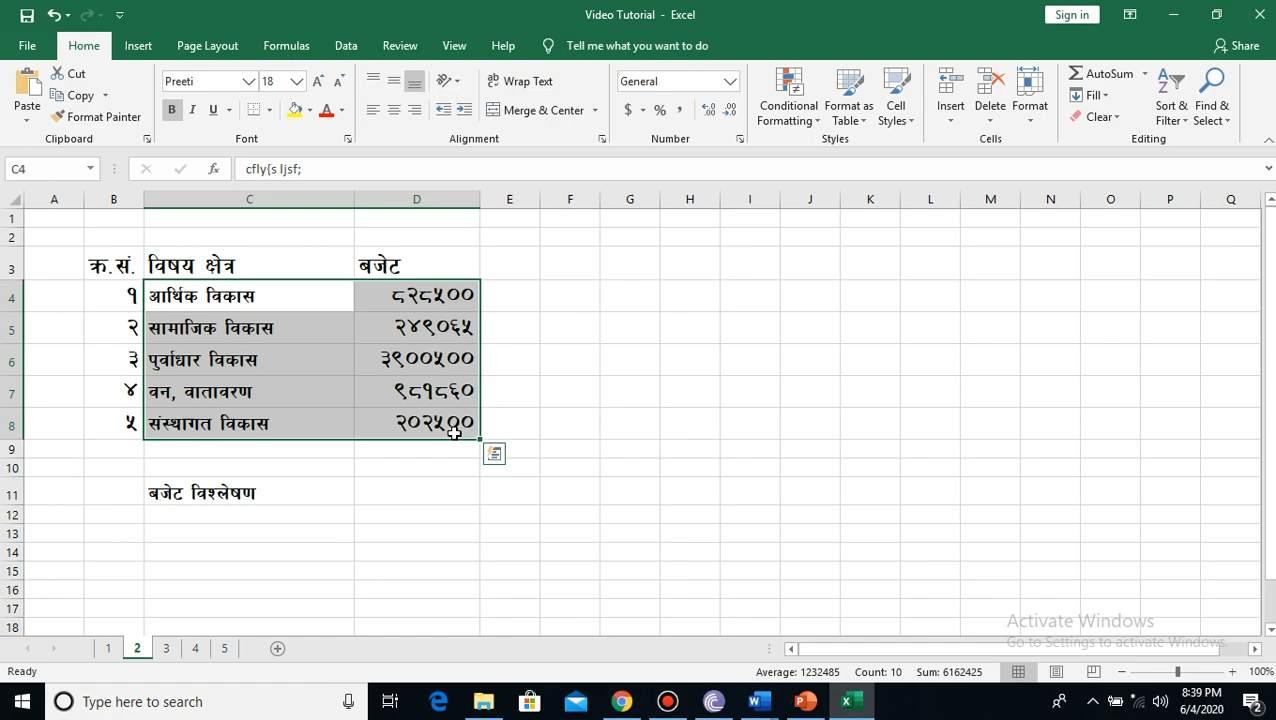 Video Tutorial - Excel
Sign in
File Home Insert Page Layout Formulas Data Review View Help Tell me what you want to do Share
Paste Cut Copy Format Painter Clipboard
Preeti 18 B I U A Font
Wrap Text Merge & Center Alignment
General $ % , Number
Conditional Formatting Format as Table Cell Styles Styles
Insert Delete Format Cells
AutoSum Fill Clear Sort & Filter Find & Select Editing
C4 fx cfly{s ljsf;
A B C D E F G H I J K L M N O P Q
1
2
3 क.सं. विषय क्षेत्र बजेट
4 १ आर्थिक विकास ८२८५००
5 २ सामाजिक विकास २४९०६५
6 ३ पुर्वाधार विकास ३९००५००
7 ४ वन, वातावरण ९८१८६०
8 ५ संस्थागत विकास २०२५००
9
10
11 बजेट विश्लेषण
12
13
14
15
16
17
18
Activate Windows
Go to Settings to activate Windows.
1 2 3 4 5
Ready Average: 1232485 Count: 10 Sum: 6162425 100%
Type here to search 8:39 PM
6/4/2020 2